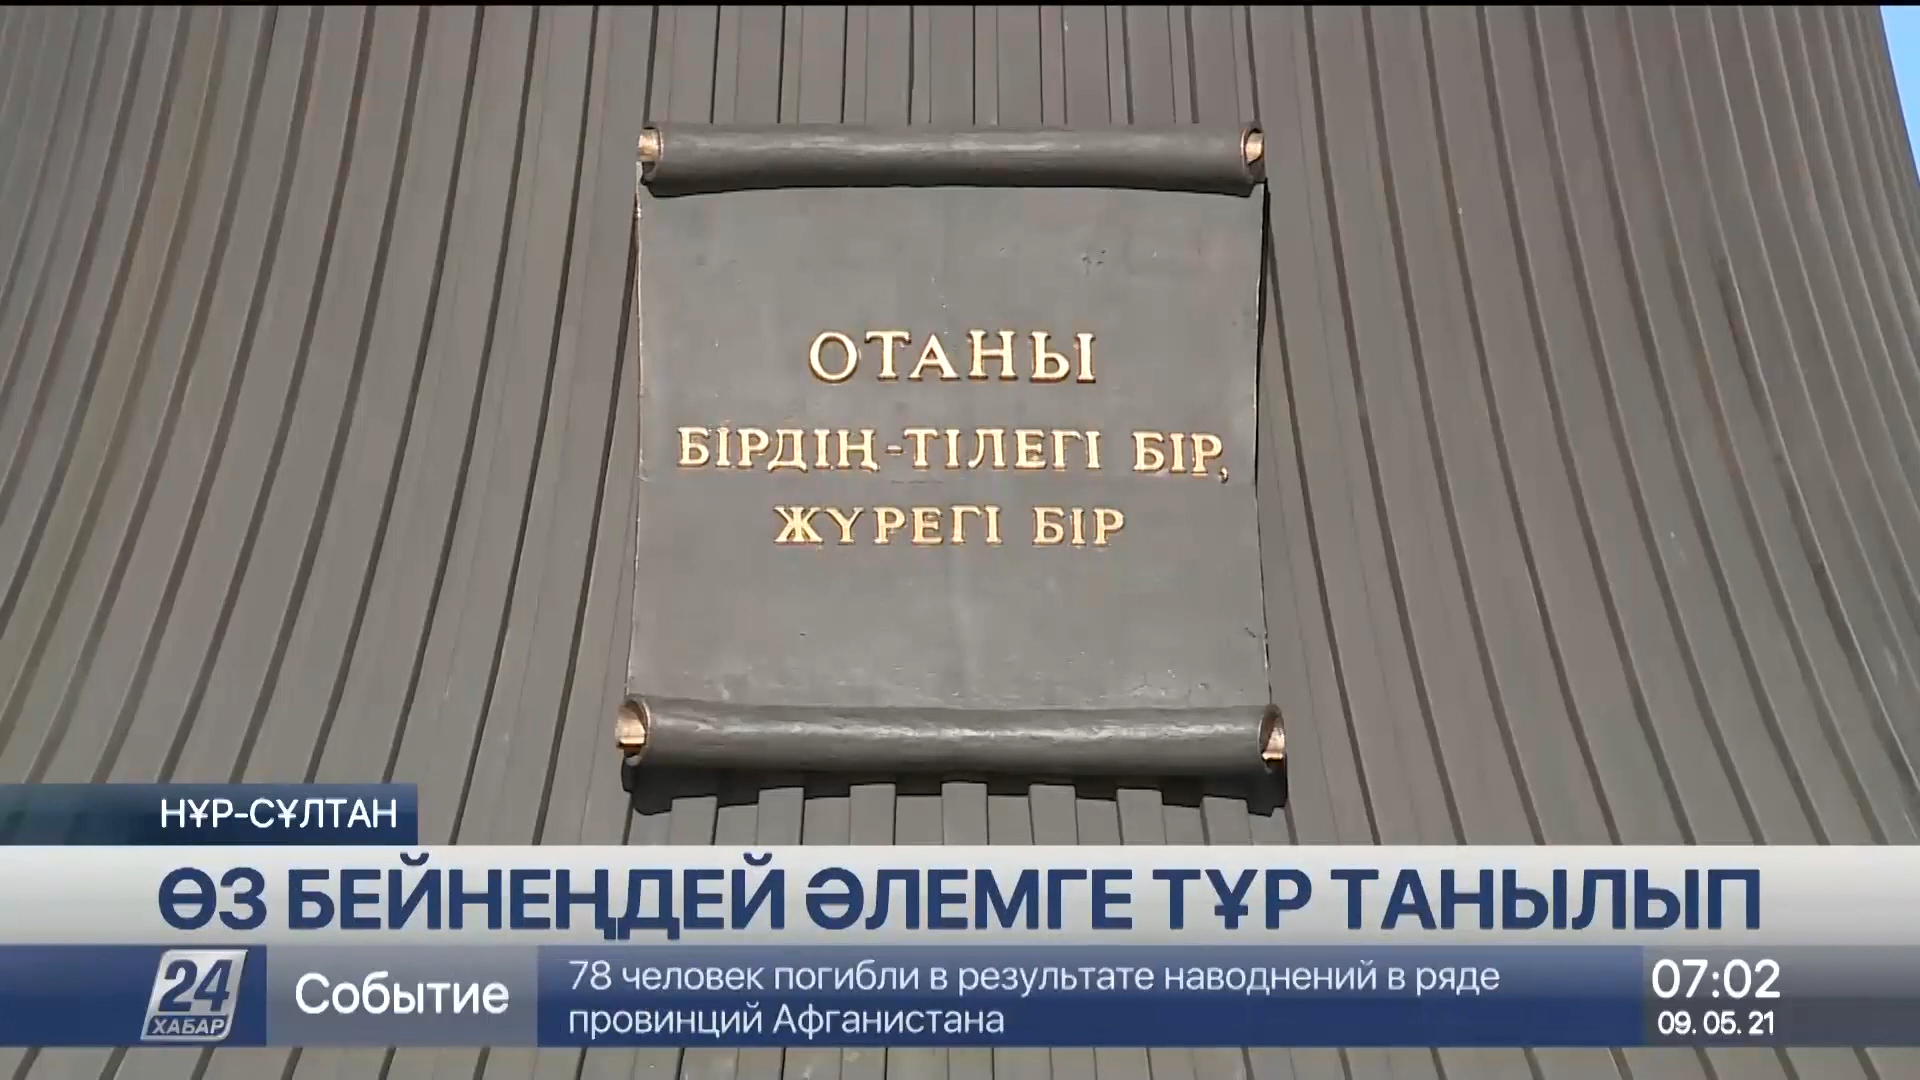 ОТАНЫ
БІРДІҢ-ТІЛЕГІ БІР,
ЖҮРЕГІ БІР
НҰР-СҰЛТАН
ӨЗ БЕЙНЕҢДЕЙ ӘЛЕМГЕ ТҰР ТАНЫЛЫП
24
ХАБАР
Событие
78 человек погибли в результате наводнений в ряде
провинций Афганистана
07:02
09. 05. 21